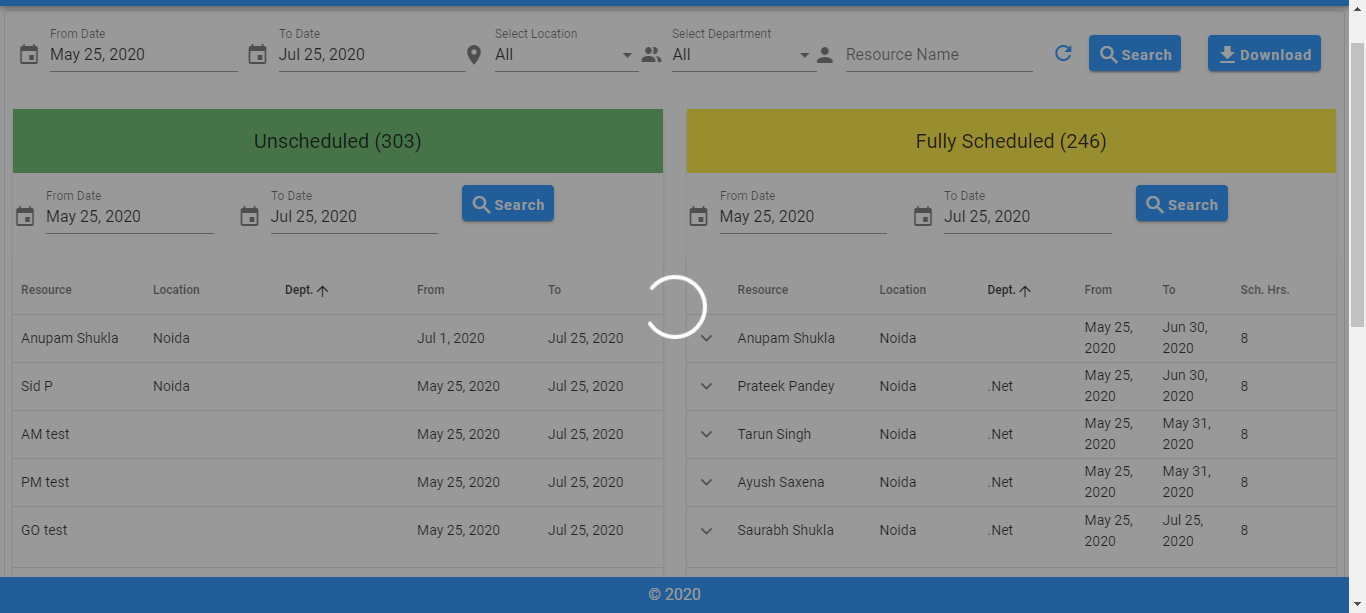 From Date To Date Select Location Select Department
May 25, 2020 Jul 25, 2020 All All Resource Name Search Download
Unscheduled (303)
From Date To Date
May 25, 2020 Jul 25, 2020 Search
Resource Location Dept. From To
Anupam Shukla Noida Jul 1, 2020 Jul 25, 2020
Sid P Noida May 25, 2020 Jul 25, 2020
AM test May 25, 2020 Jul 25, 2020
PM test May 25, 2020 Jul 25, 2020
GO test May 25, 2020 Jul 25, 2020
Fully Scheduled (246)
From Date To Date
May 25, 2020 Jul 25, 2020 Search
Resource Location Dept. From To Sch. Hrs.
Anupam Shukla Noida May 25, 2020 Jun 30, 2020 8
Prateek Pandey Noida .Net May 25, 2020 Jun 30, 2020 8
Tarun Singh Noida .Net May 25, 2020 May 31, 2020 8
Ayush Saxena Noida .Net May 25, 2020 May 31, 2020 8
Saurabh Shukla Noida .Net May 25, 2020 Jul 25, 2020 8
© 2020